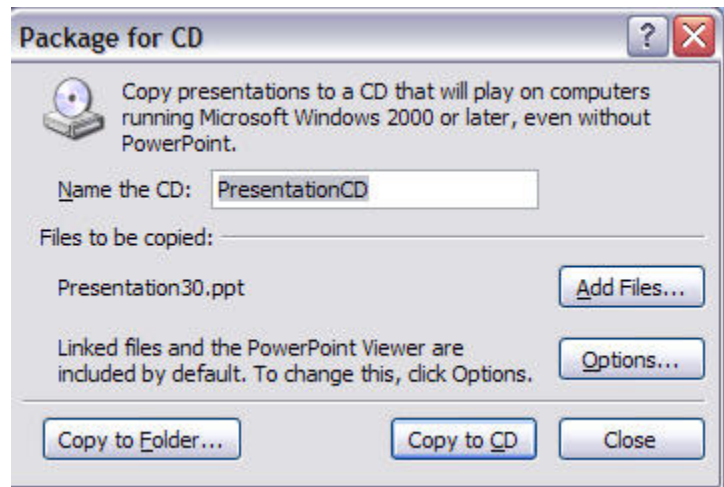 Package for CD
?
Copy presentations to a CD that will play on computers
running Microsoft Windows 2000 or later, even without
PowerPoint.
Name the CD: PresentationCD
Files to be copied:
Presentation30.ppt
Add Files...
Linked files and the PowerPoint Viewer are
included by default. To change this, click Options.
Options...
Copy to Folder... Copy to CD Close